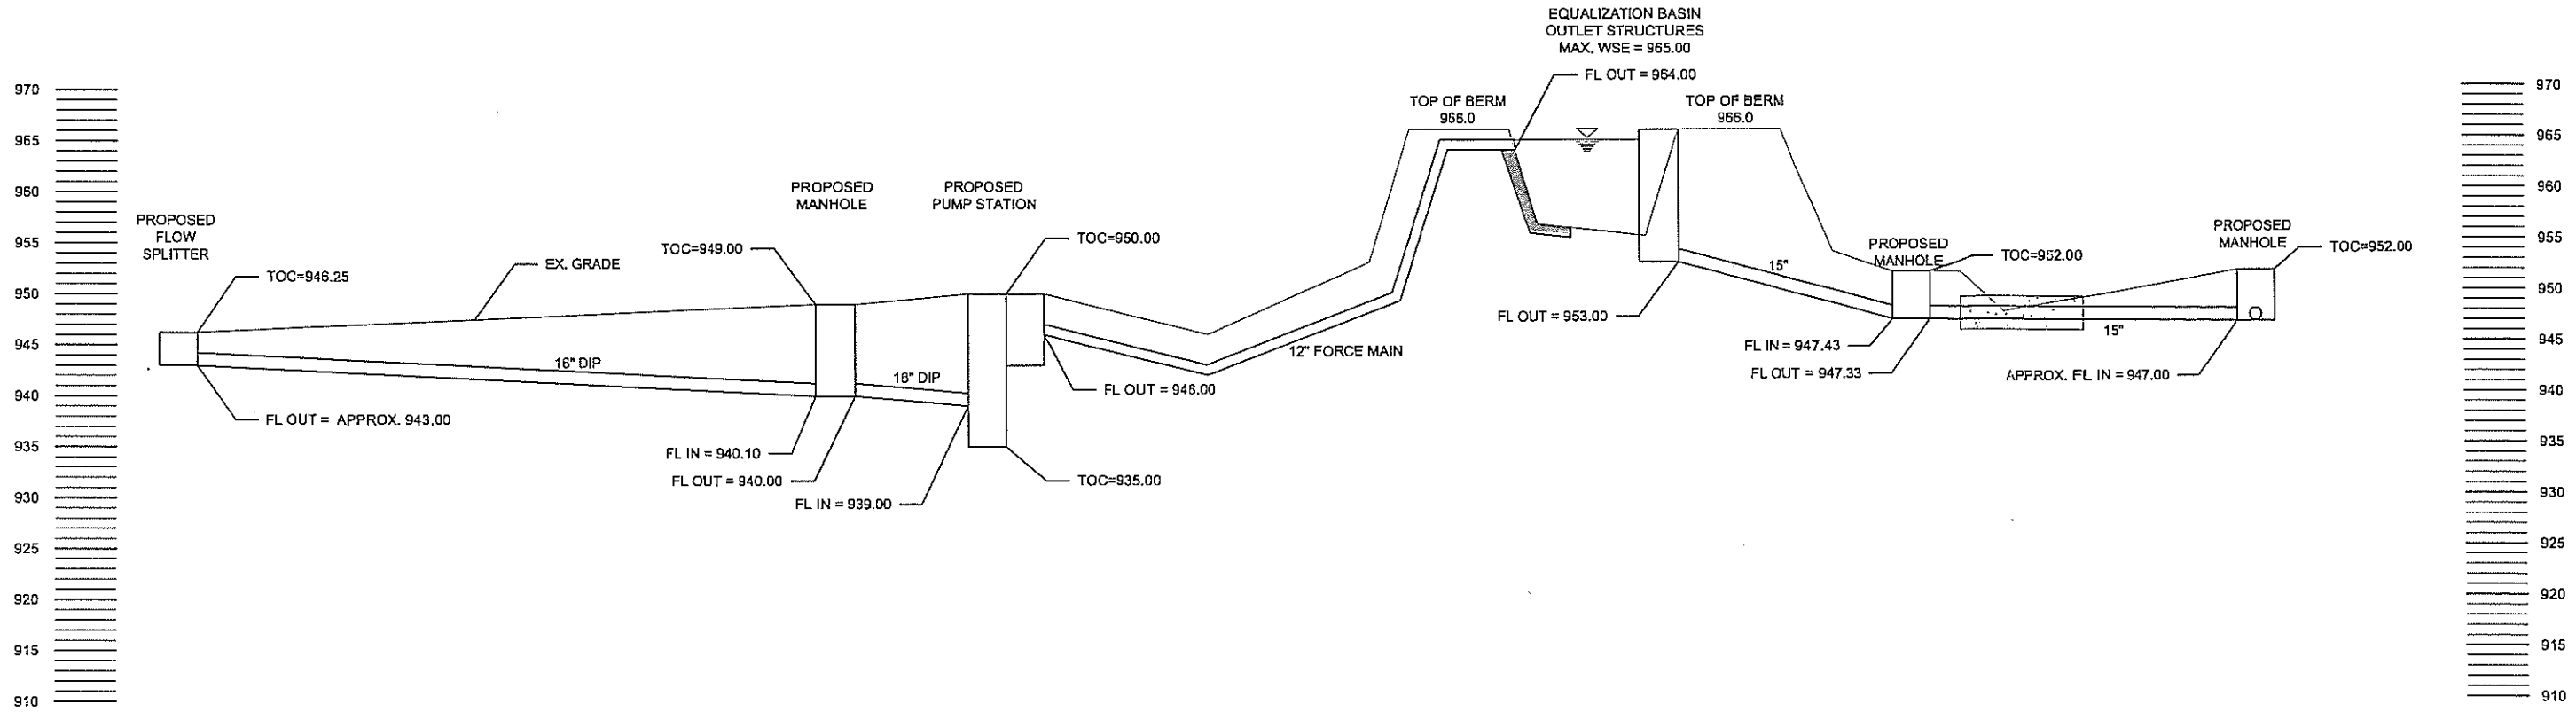 EQUALIZATION BASIN
OUTLET STRUCTURES
MAX. WSE = 965.00
FL OUT = 964.00
970
965
960
955
950
945
940
935
930
925
920
915
910
PROPOSED
FLOW
SPLITTER
TOC=946.25
EX. GRADE
FL OUT = APPROX. 943.00
16" DIP
PROPOSED
MANHOLE
TOC=949.00
FL IN = 940.10
FL OUT = 940.00
16" DIP
PROPOSED
PUMP STATION
TOC=950.00
FL IN = 939.00
TOC=935.00
FL OUT = 946.00
12" FORCE MAIN
TOP OF BERM
966.0
TOP OF BERM
966.0
15"
FL OUT = 953.00
PROPOSED
MANHOLE
TOC=952.00
FL IN = 947.43
FL OUT = 947.33
15"
APPROX. FL IN = 947.00
PROPOSED
MANHOLE
TOC=952.00
970
965
960
955
950
945
940
935
930
925
920
915
910